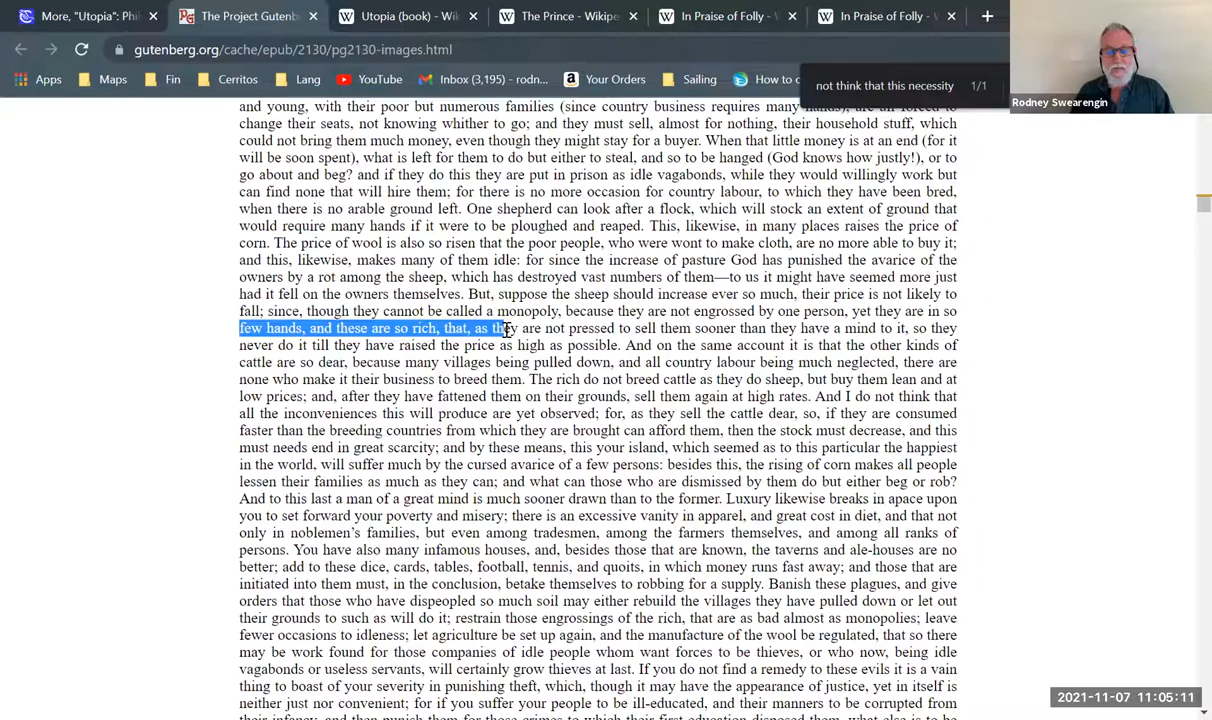 More, "Utopia": Phil
The Project Gutenb
Utopia (book) - Wiki
The Prince - Wikipe
In Praise of Folly -
In Praise of Folly -
gutenberg.org/cache/epub/2130/pg2130-images.html
Apps Maps Fin Cerritos Lang YouTube Inbox (3,195) - rodn... Your Orders Sailing How to c
not think that this necessity 1/1
Rodney Swearengin
and young, with their poor but numerous families (since country business requires many hands), are all forced to
change their seats, not knowing whither to go; and they must sell, almost for nothing, their household stuff, which
could not bring them much money, even though they might stay for a buyer. When that little money is at an end (for it
will be soon spent), what is left for them to do but either to steal, and so to be hanged (God knows how justly!), or to
go about and beg? and if they do this they are put in prison as idle vagabonds, while they would willingly work but
can find none that will hire them; for there is no more occasion for country labour, to which they have been bred,
when there is no arable ground left. One shepherd can look after a flock, which will stock an extent of ground that
would require many hands if it were to be ploughed and reaped. This, likewise, in many places raises the price of
corn. The price of wool is also so risen that the poor people, who were wont to make cloth, are no more able to buy it;
and this, likewise, makes many of them idle: for since the increase of pasture God has punished the avarice of the
owners by a rot among the sheep, which has destroyed vast numbers of them—to us it might have seemed more just
had it fell on the owners themselves. But, suppose the sheep should increase ever so much, their price is not likely to
fall; since, though they cannot be called a monopoly, because they are not engrossed by one person, yet they are in so
few hands, and these are so rich, that, as they are not pressed to sell them sooner than they have a mind to it, so they
never do it till they have raised the price as high as possible. And on the same account it is that the other kinds of
cattle are so dear, because many villages being pulled down, and all country labour being much neglected, there are
none who make it their business to breed them. The rich do not breed cattle as they do sheep, but buy them lean and at
low prices; and, after they have fattened them on their grounds, sell them again at high rates. And I do not think that
all the inconveniences this will produce are yet observed; for, as they sell the cattle dear, so, if they are consumed
faster than the breeding countries from which they are brought can afford them, then the stock must decrease, and this
must needs end in great scarcity; and by these means, this your island, which seemed as to this particular the happiest
in the world, will suffer much by the cursed avarice of a few persons: besides this, the rising of corn makes all people
lessen their families as much as they can; and what can those who are dismissed by them do but either beg or rob?
And to this last a man of a great mind is much sooner drawn than to the former. Luxury likewise breaks in apace upon
you to set forward your poverty and misery; there is an excessive vanity in apparel, and great cost in diet, and that not
only in noblemen's families, but even among tradesmen, among the farmers themselves, and among all ranks of
persons. You have also many infamous houses, and, besides those that are known, the taverns and ale-houses are no
better; add to these dice, cards, tables, football, tennis, and quoits, in which money runs fast away; and those that are
initiated into them must, in the conclusion, betake themselves to robbing for a supply. Banish these plagues, and give
orders that those who have dispeopled so much soil may either rebuild the villages they have pulled down or let out
their grounds to such as will do it; restrain those engrossings of the rich, that are as bad almost as monopolies; leave
fewer occasions to idleness; let agriculture be set up again, and the manufacture of the wool be regulated, that so there
may be work found for those companies of idle people whom want forces to be thieves, or who now, being idle
vagabonds or useless servants, will certainly grow thieves at last. If you do not find a remedy to these evils it is a vain
thing to boast of your severity in punishing theft, which, though it may have the appearance of justice, yet in itself is
neither just nor convenient; for if you suffer your people to be ill-educated, and their manners to be corrupted from
their infancy, and then punish them for those crimes to which their first education disposed them, what else is to be
2021-11-07 11:05:11